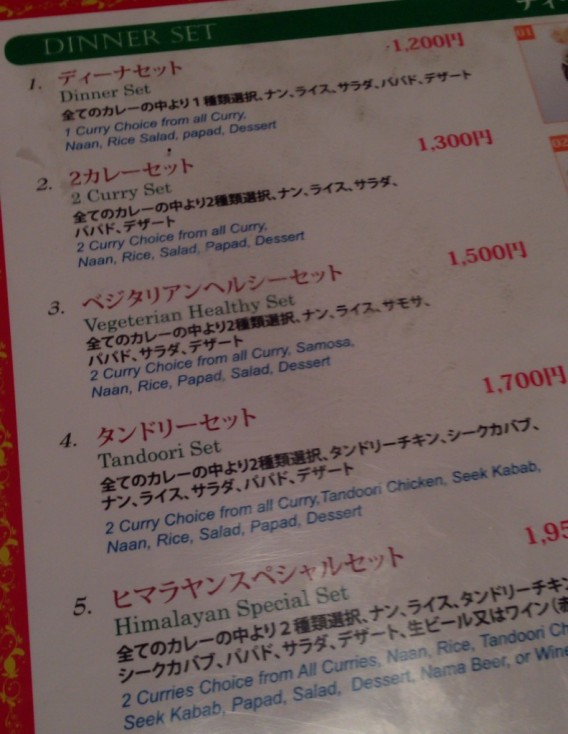 DINNER SET
1. ディーナセット 1,200円
Dinner Set
全てのカレーの中より1種類選択、ナン、ライス、サラダ、パパド、デザート
1 Curry Choice from all Curry,
Naan, Rice Salad, papad, Dessert
2. 2カレーセット 1,300円
2 Curry Set
全てのカレーの中より2種類選択、ナン、ライス、サラダ、
パパド、デザート
2 Curry Choice from all Curry,
Naan, Rice, Salad, Papad, Dessert
3. ベジタリアンヘルシーセット 1,500円
Vegeterian Healthy Set
全てのカレーの中より2種類選択、ナン、ライス、サモサ、
パパド、サラダ、デザート
2 Curry Choice from all Curry, Samosa,
Naan, Rice, Papad, Salad, Dessert
4. タンドリーセット 1,700円
Tandoori Set
全てのカレーの中より2種類選択、タンドリーチキン、シークカバブ、
ナン、ライス、サラダ、パパド、デザート
2 Curry Choice from all Curry,Tandoori Chicken, Seek Kabab,
Naan, Rice, Salad, Papad, Dessert
5. ヒマラヤンスペシャルセット 1,95
Himalayan Special Set
全てのカレーの中より2種類選択、ナン、ライス、タンドリーチキン
シークカバブ、パパド、サラダ、デザート、生ビール又はワイン(
2 Curries Choice from All Curries, Naan, Rice, Tandoori Ch
Seek Kabab, Papad, Salad, Dessert, Nama Beer, or Wine
01
02